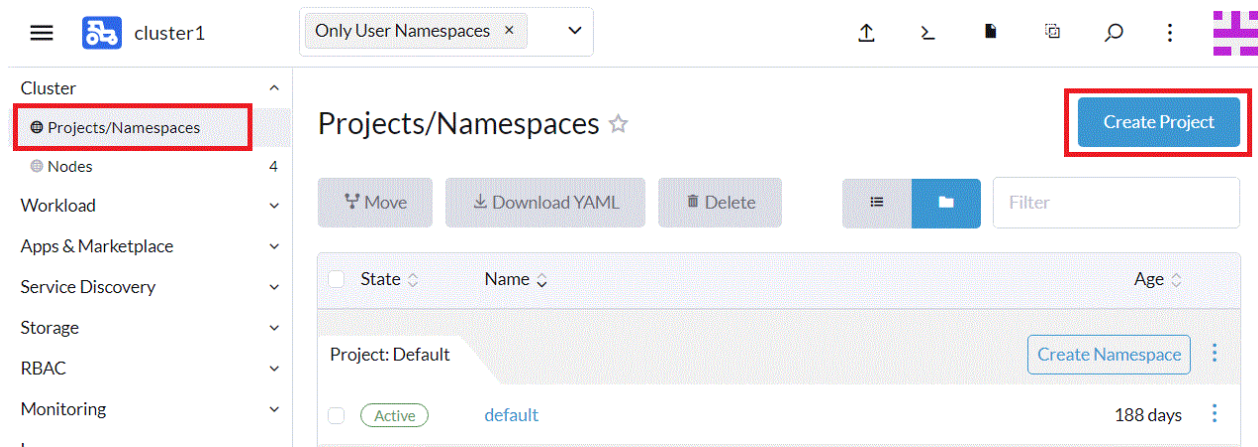 cluster1
Only User Namespaces ×
Cluster
Projects/Namespaces
Nodes 4
Workload
Apps & Marketplace
Service Discovery
Storage
RBAC
Monitoring
Projects/Namespaces
Create Project
Move
Download YAML
Delete
Filter
State Name Age
Project: Default
Create Namespace
Active default 188 days